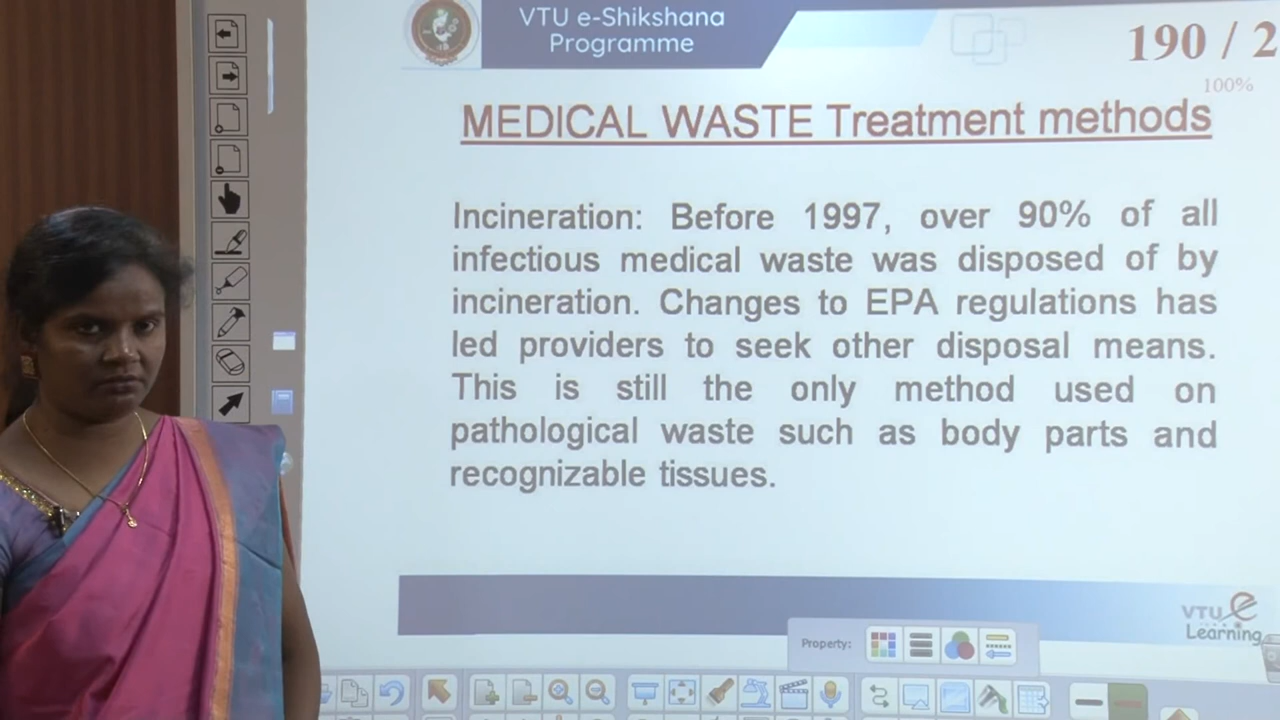 VTU e-Shikshana
Programme
190 / 2
100%
MEDICAL WASTE Treatment methods
Incineration: Before 1997, over 90% of all
infectious medical waste was disposed of by
incineration. Changes to EPA regulations has
led providers to seek other disposal means.
This is still the only method used on
pathological waste such as body parts and
recognizable tissues.
VTU e
Learning
Property: